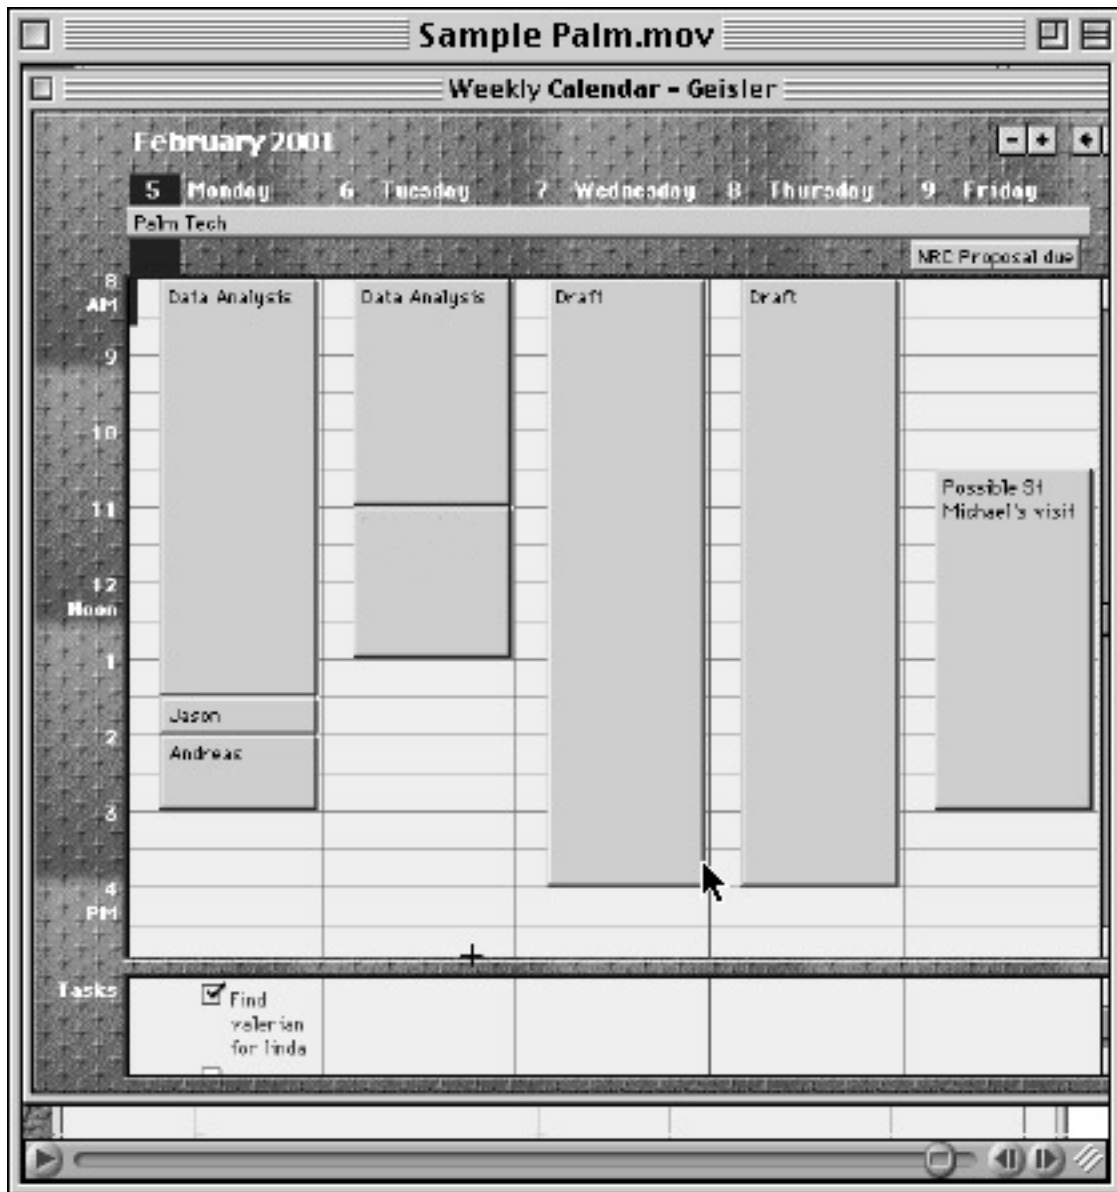 Sample Palm.mov
Weekly Calendar - Geisler
February 2001
- +
5 Monday 6 Tuesday 7 Wednesday 8 Thursday 9 Friday
Palm Tech
NRC Proposal due
8
AM
Data Analysis
Data Analysis
Draft
Draft
9
10
Possible St
Michael's visit
11
12
Noon
1
Jason
2
Andreas
3
4
PM
Tasks
Find
valerian
for linda